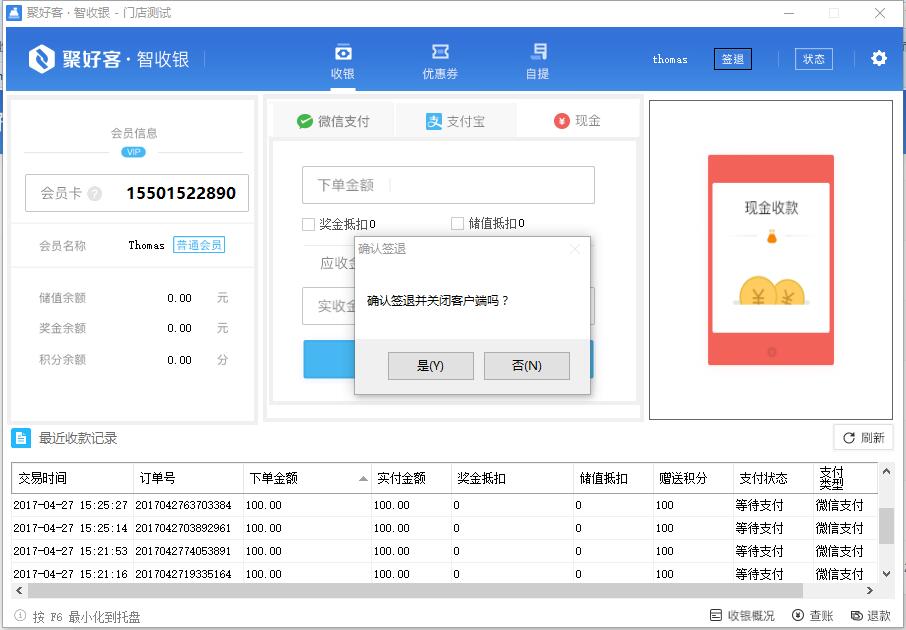 聚好客·智收银 - 门店测试
聚好客·智收银
收银
优惠券
自提
thomas
签退
状态
会员信息
VIP
会员卡 ? 15501522890
会员名称 Thomas 普通会员
储值余额 0.00 元
奖金余额 0.00 元
积分余额 0.00 分
微信支付
支付宝
现金
下单金额
奖金抵扣0 储值抵扣0
应收金
实收金
确认签退
确认签退并关闭客户端吗？
是(Y) 否(N)
现金收款
最近收款记录
刷新
交易时间 订单号 下单金额 实付金额 奖金抵扣 储值抵扣 赠送积分 支付状态 支付类型
2017-04-27 15:25:27 2017042763703384 100.00 100.00 0 0 100 等待支付 微信支付
2017-04-27 15:25:14 2017042703892961 100.00 100.00 0 0 100 等待支付 微信支付
2017-04-27 15:21:53 2017042774053891 100.00 100.00 0 0 100 等待支付 微信支付
2017-04-27 15:21:16 2017042719335164 100.00 100.00 0 0 100 等待支付 微信支付
按 F6 最小化到托盘
收银概况 查账 退款